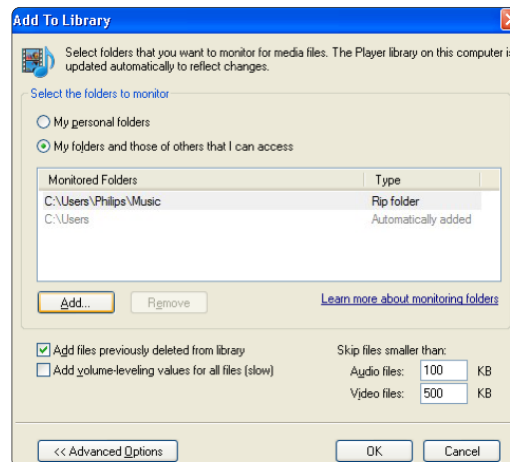 Add To Library
Select folders that you want to monitor for media files. The Player library on this computer is
updated automatically to reflect changes.
Select the folders to monitor
My personal folders
My folders and those of others that I can access
Monitored Folders Type
C:\Users\Philips\Music Rip folder
C:\Users Automatically added
Add... Remove Learn more about monitoring folders
Add files previously deleted from library Skip files smaller than:
Add volume-leveling values for all files (slow) Audio files: 100 KB
Video files: 500 KB
<< Advanced Options OK Cancel